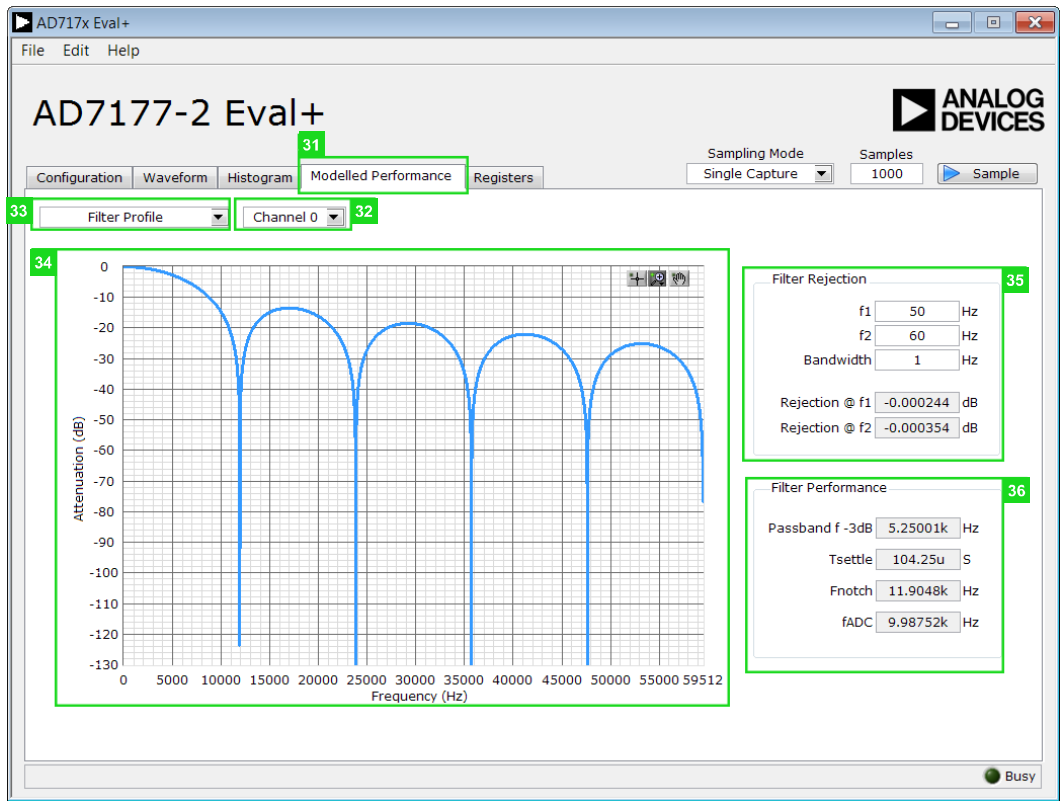 AD717x Eval+
File Edit Help
AD7177-2 Eval+
ANALOG
DEVICES
31
Sampling Mode Samples
Configuration Waveform Histogram Modelled Performance Registers
Single Capture 1000 Sample
33 Filter Profile Channel 0 32
34
0
-10
-20
-30
-40
-50
-60
-70
-80
-90
-100
-110
-120
-130
Attenuation (dB)
0 5000 10000 15000 20000 25000 30000 35000 40000 45000 50000 55000 59512
Frequency (Hz)
Filter Rejection 35
f1 50 Hz
f2 60 Hz
Bandwidth 1 Hz
Rejection @ f1 -0.000244 dB
Rejection @ f2 -0.000354 dB
Filter Performance 36
Passband f -3dB 5.25001k Hz
Tsettle 104.25u S
Fnotch 11.9048k Hz
fADC 9.98752k Hz
Busy